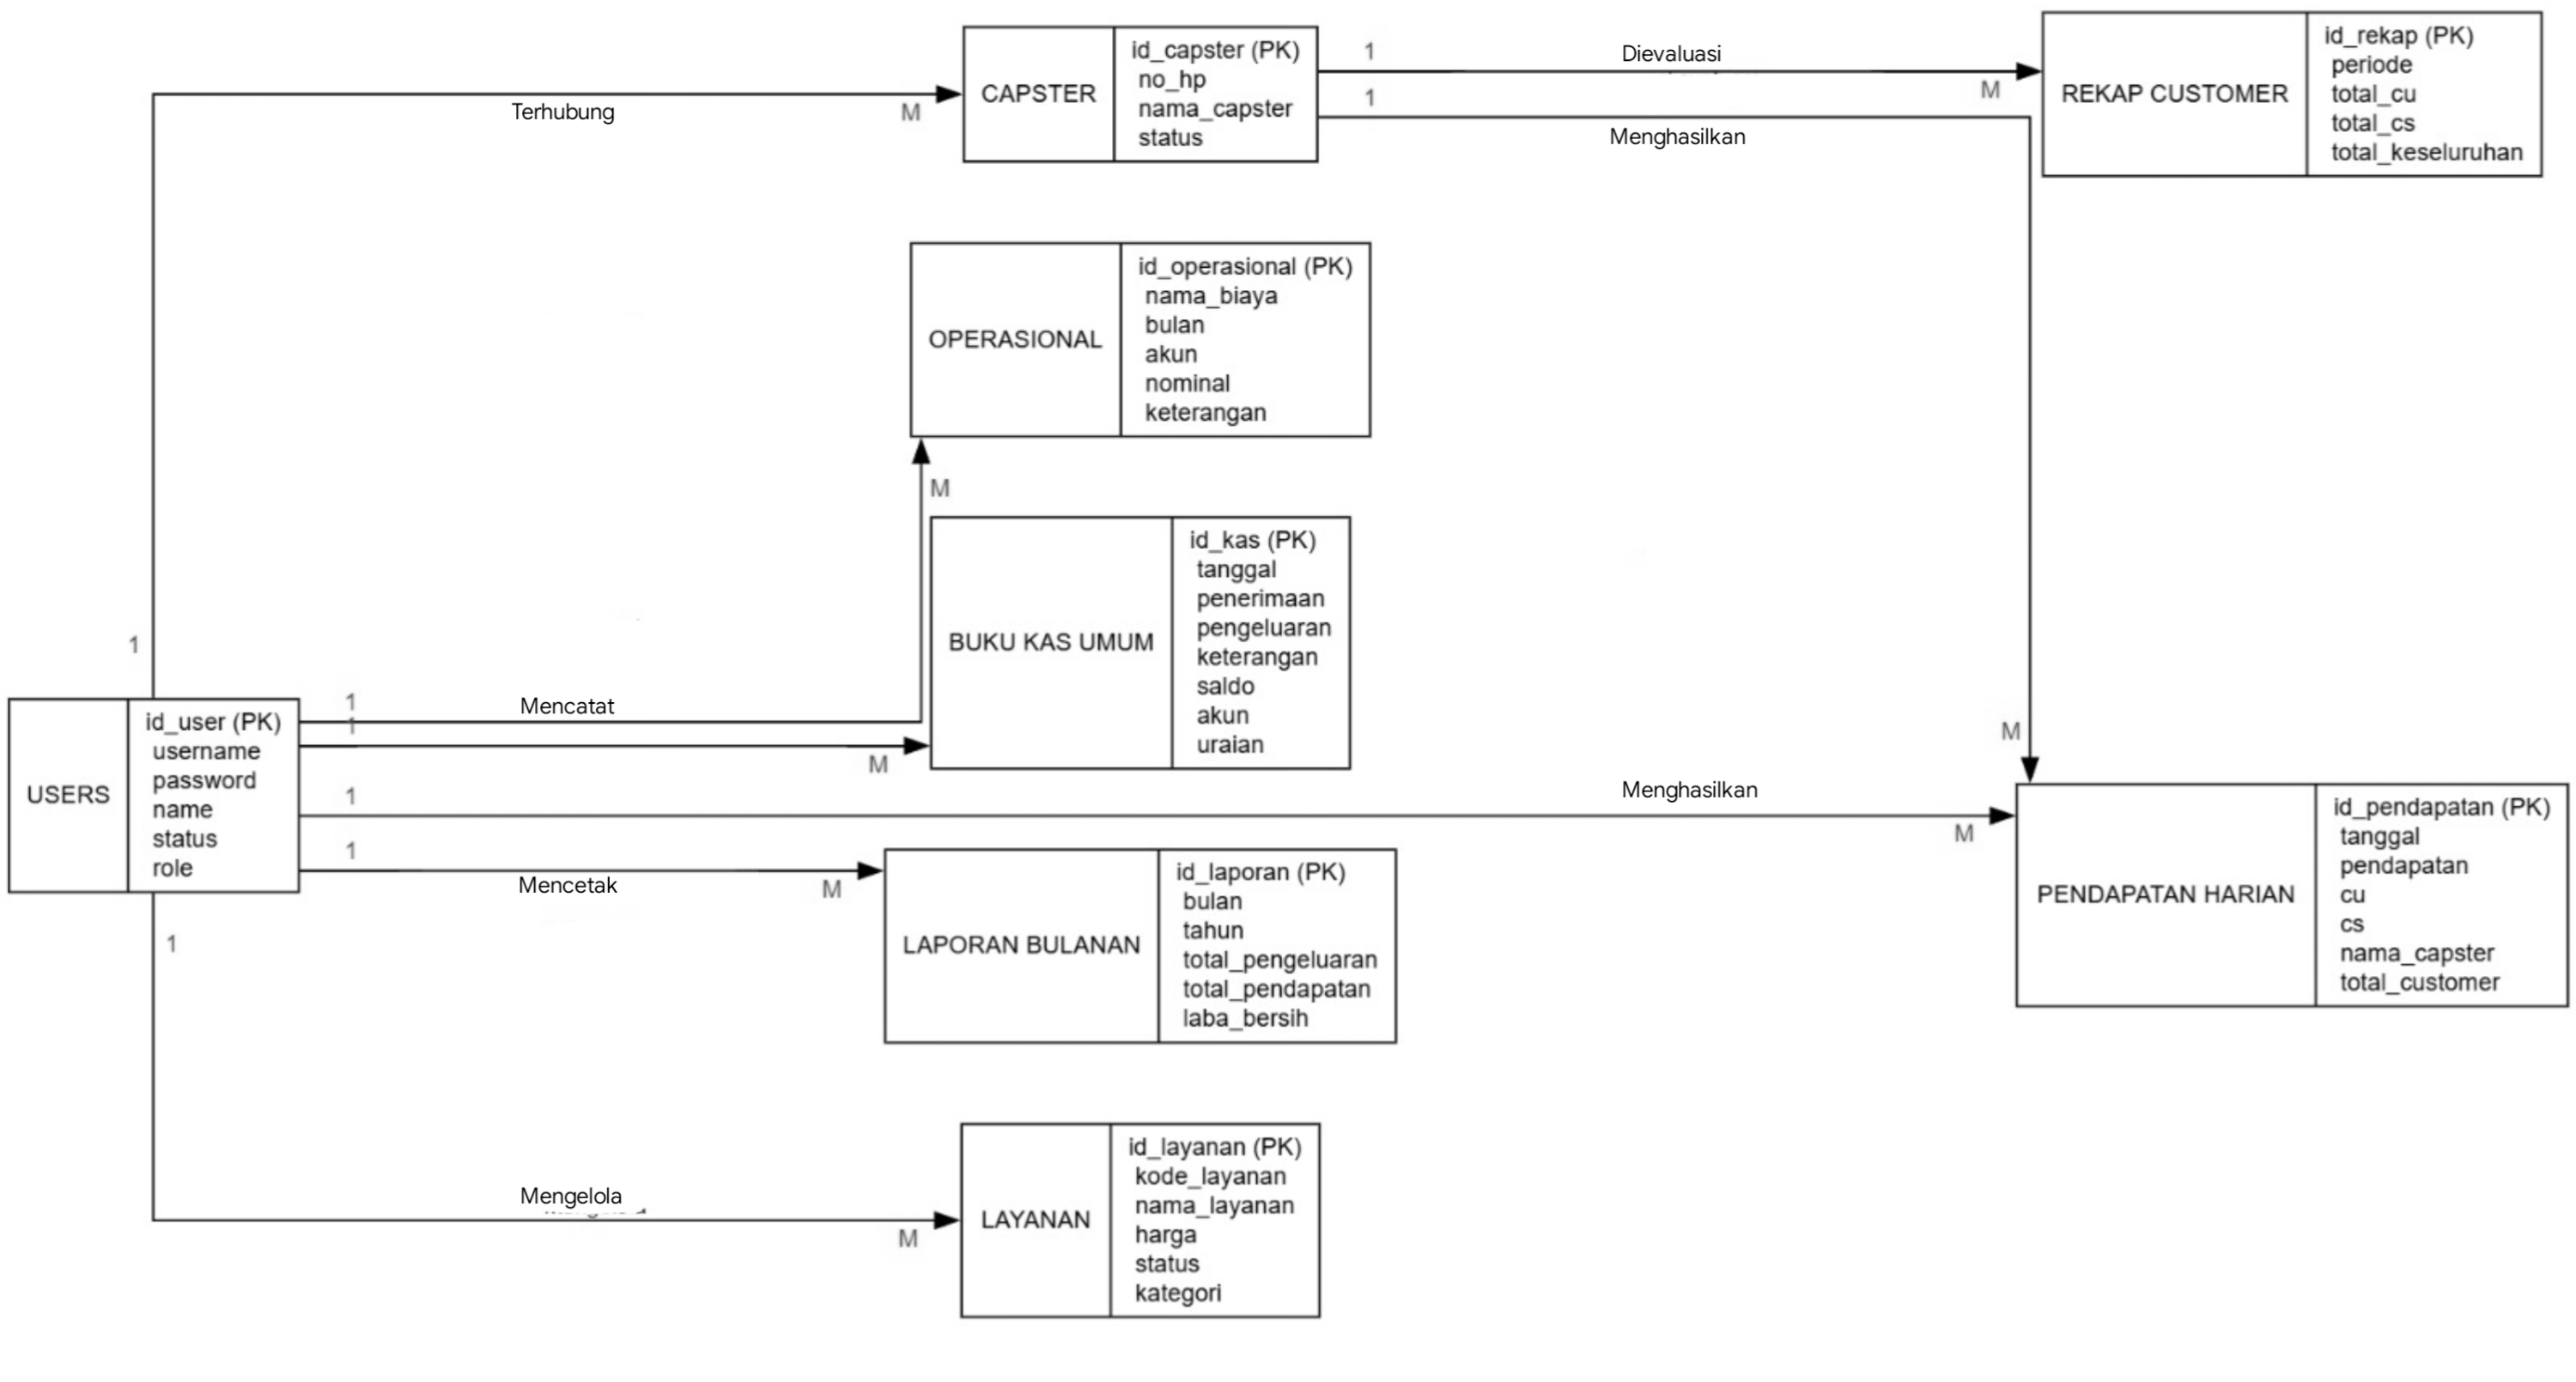 CAPSTER
id_capster (PK)
no_hp
nama_capster
status
1
Dievaluasi
M
1
Menghasilkan
REKAP CUSTOMER
id_rekap (PK)
periode
total_cu
total_cs
total_keseluruhan
Terhubung
M
OPERASIONAL
id_operasional (PK)
nama_biaya
bulan
akun
nominal
keterangan
M
BUKU KAS UMUM
id_kas (PK)
tanggal
penerimaan
pengeluaran
keterangan
saldo
akun
uraian
1
USERS
id_user (PK)
username
password
name
status
role
1
Mencatat
1
M
M
1
Menghasilkan
M
1
Mencetak
M
PENDAPATAN HARIAN
id_pendapatan (PK)
tanggal
pendapatan
cu
cs
nama_capster
total_customer
LAPORAN BULANAN
id_laporan (PK)
bulan
tahun
total_pengeluaran
total_pendapatan
laba_bersih
1
Mengelola
M
LAYANAN
id_layanan (PK)
kode_layanan
nama_layanan
harga
status
kategori